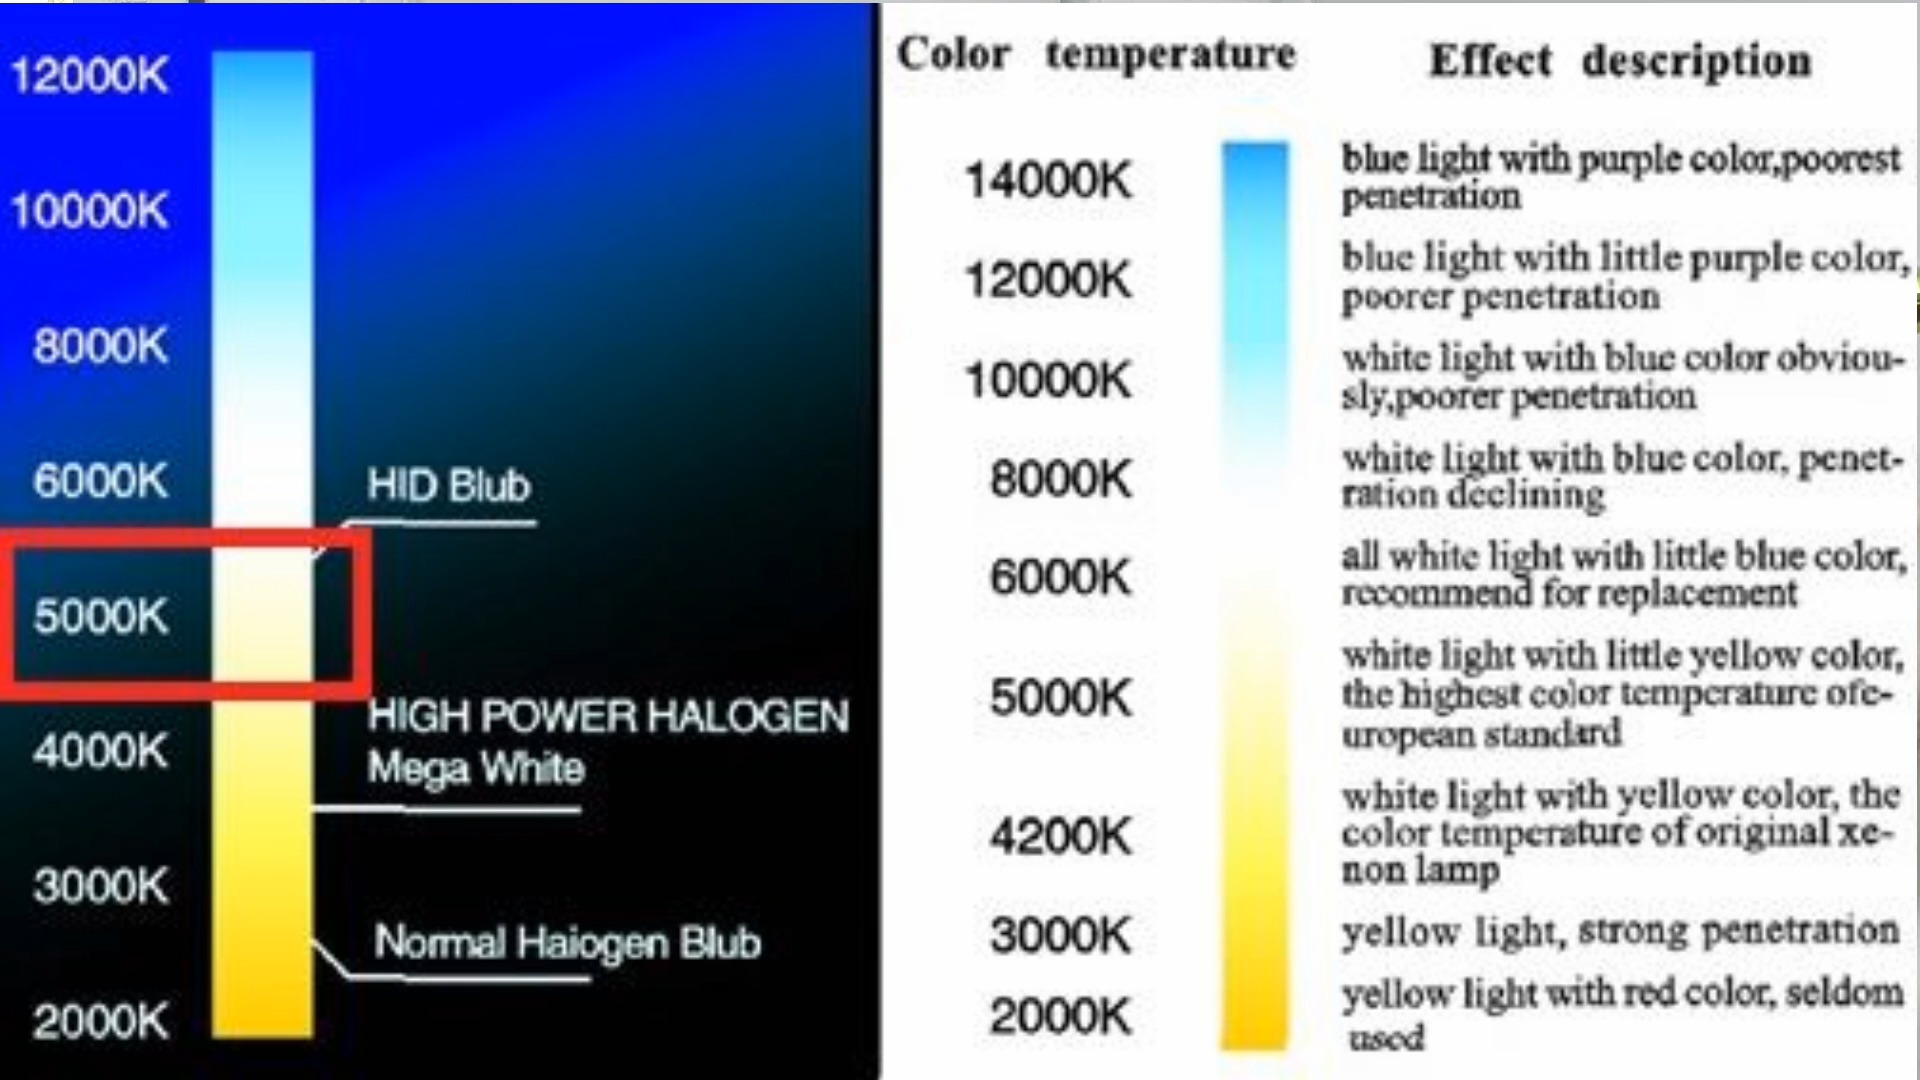 12000K
10000K
8000K
6000K
HID Blub
5000K
HIGH POWER HALOGEN
4000K
Mega White
3000K
Normal Haiogen Blub
2000K
Color temperature
Effect description
14000K
blue light with purple color,poorest
penetration
12000K
blue light with little purple color,
poorer penetration
10000K
white light with blue color obviou-
sly,poorer penetration
8000K
white light with blue color, penet-
ration declining
6000K
all white light with little blue color,
recommend for replacement
5000K
white light with little yellow color,
the highest color temperature ofe-
uropean standard
4200K
white light with yellow color, the
color temperature of original xe-
non lamp
3000K
yellow light, strong penetration
2000K
yellow light with red color, seldom
used